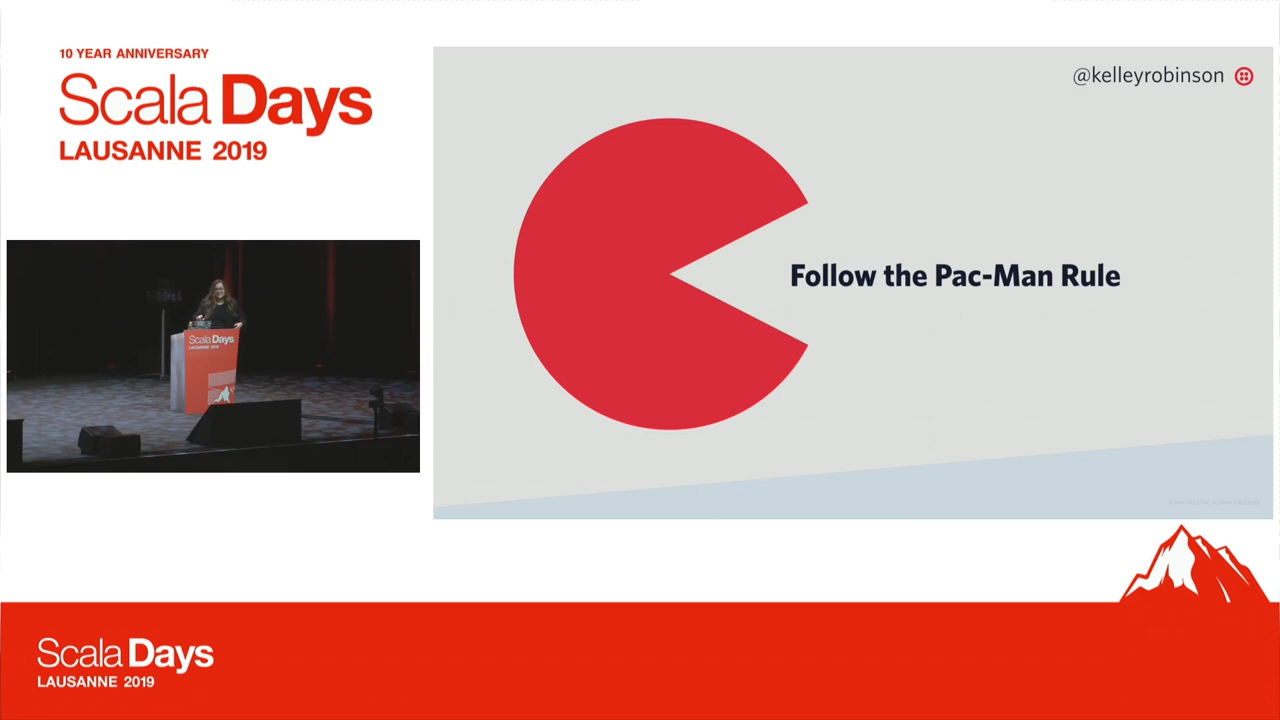 10 YEAR ANNIVERSARY
Scala Days
LAUSANNE 2019
@kelleyrobinson
Follow the Pac-Man Rule
Scala Days
LAUSANNE 2019
Scala Days
LAUSANNE 2019